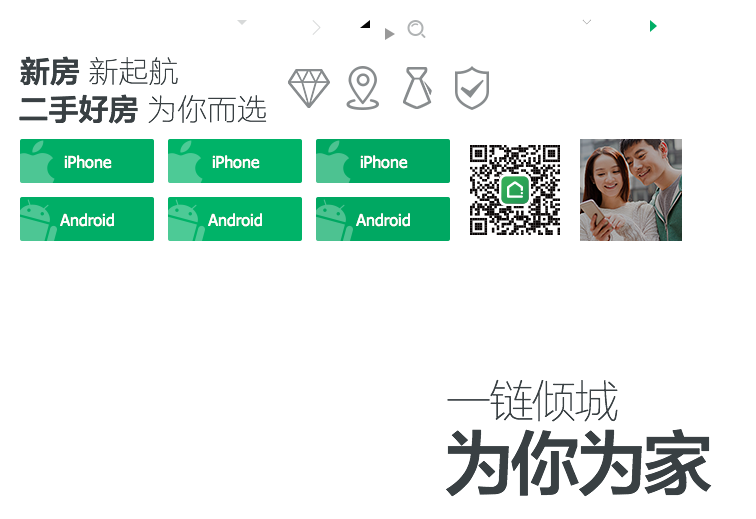 新房 新起航
二手好房 为你而选
iPhone iPhone iPhone
Android Android Android
一链倾城
为你为家